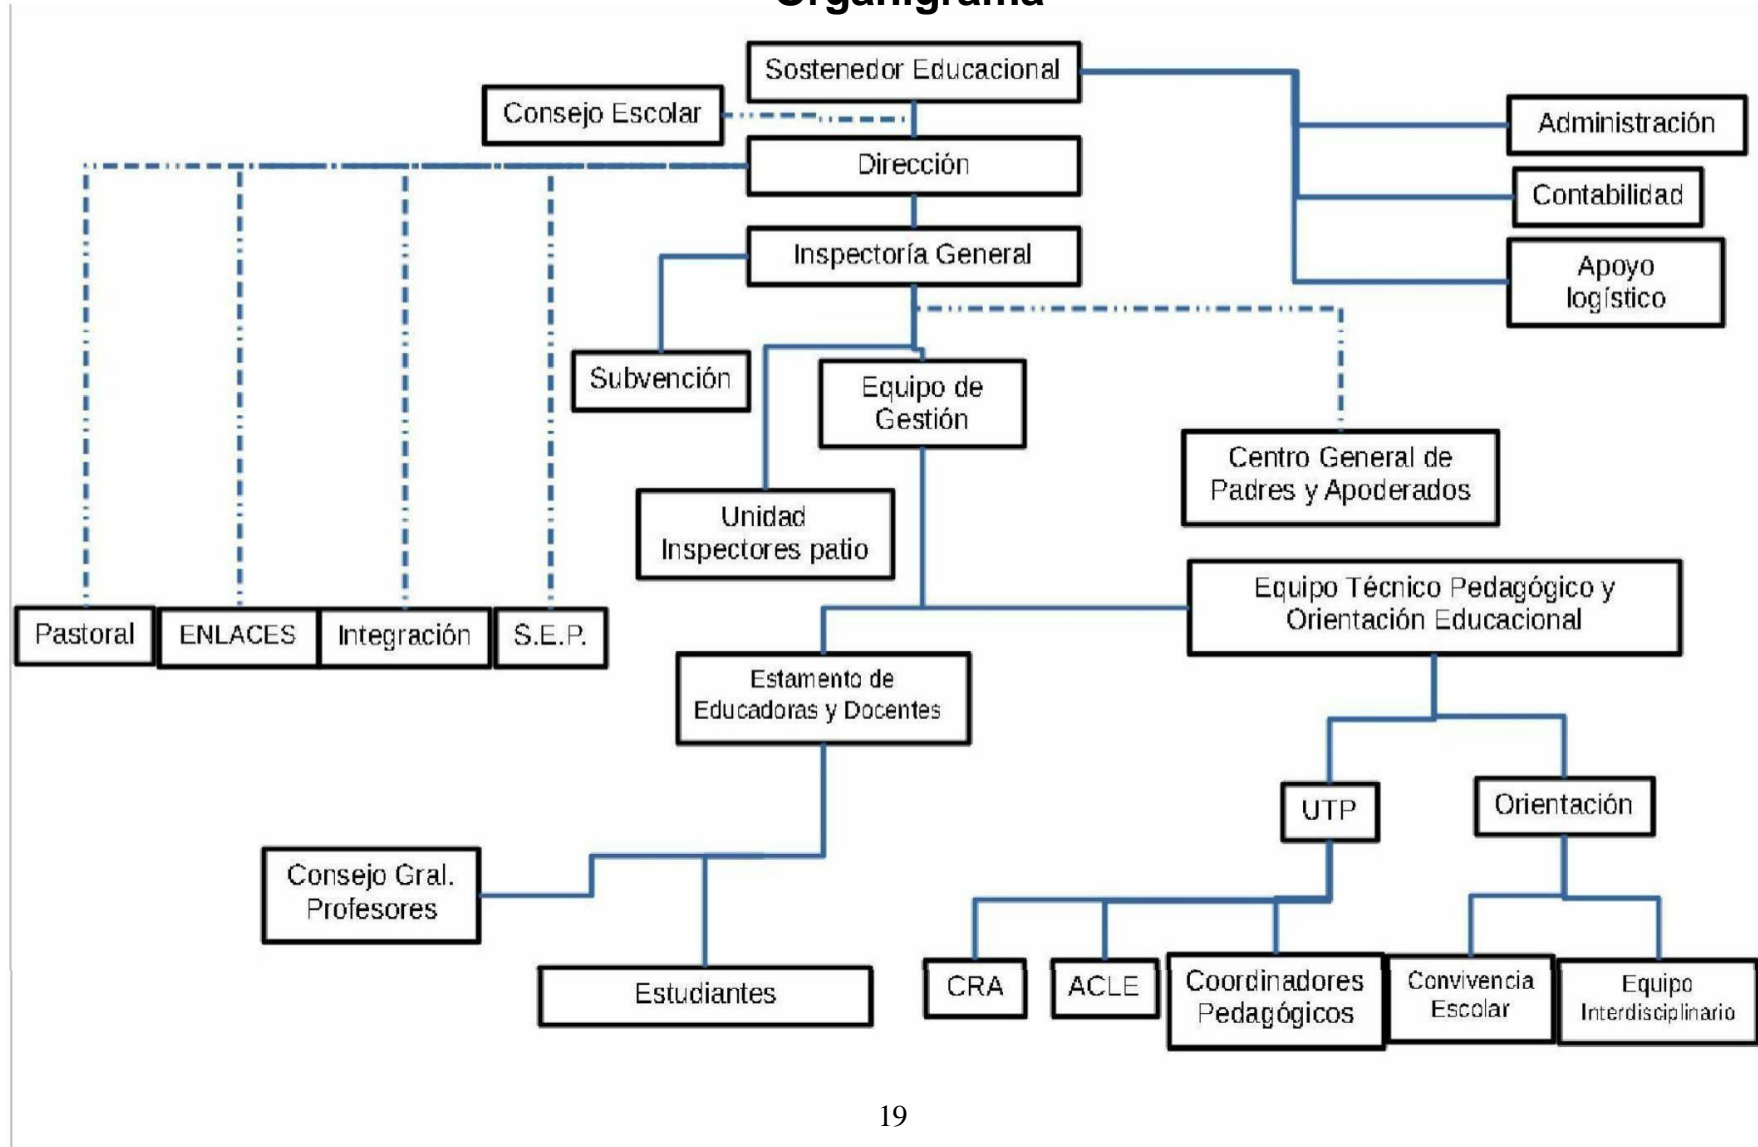 Organigrama
Sostenedor Educacional
Consejo Escolar
Administración
Dirección
Contabilidad
Inspectoría General
Apoyo
logístico
Subvención
Equipo de
Gestión
Centro General de
Padres y Apoderados
Unidad
Inspectores patio
Equipo Técnico Pedagógico y
Orientación Educacional
Pastoral
ENLACES
Integración
S.E.P.
Estamento de
Educadoras y Docentes
UTP
Orientación
Consejo Gral.
Profesores
Estudiantes
CRA
ACLE
Coordinadores
Pedagógicos
Convivencia
Escolar
Equipo
Interdisciplinario
19